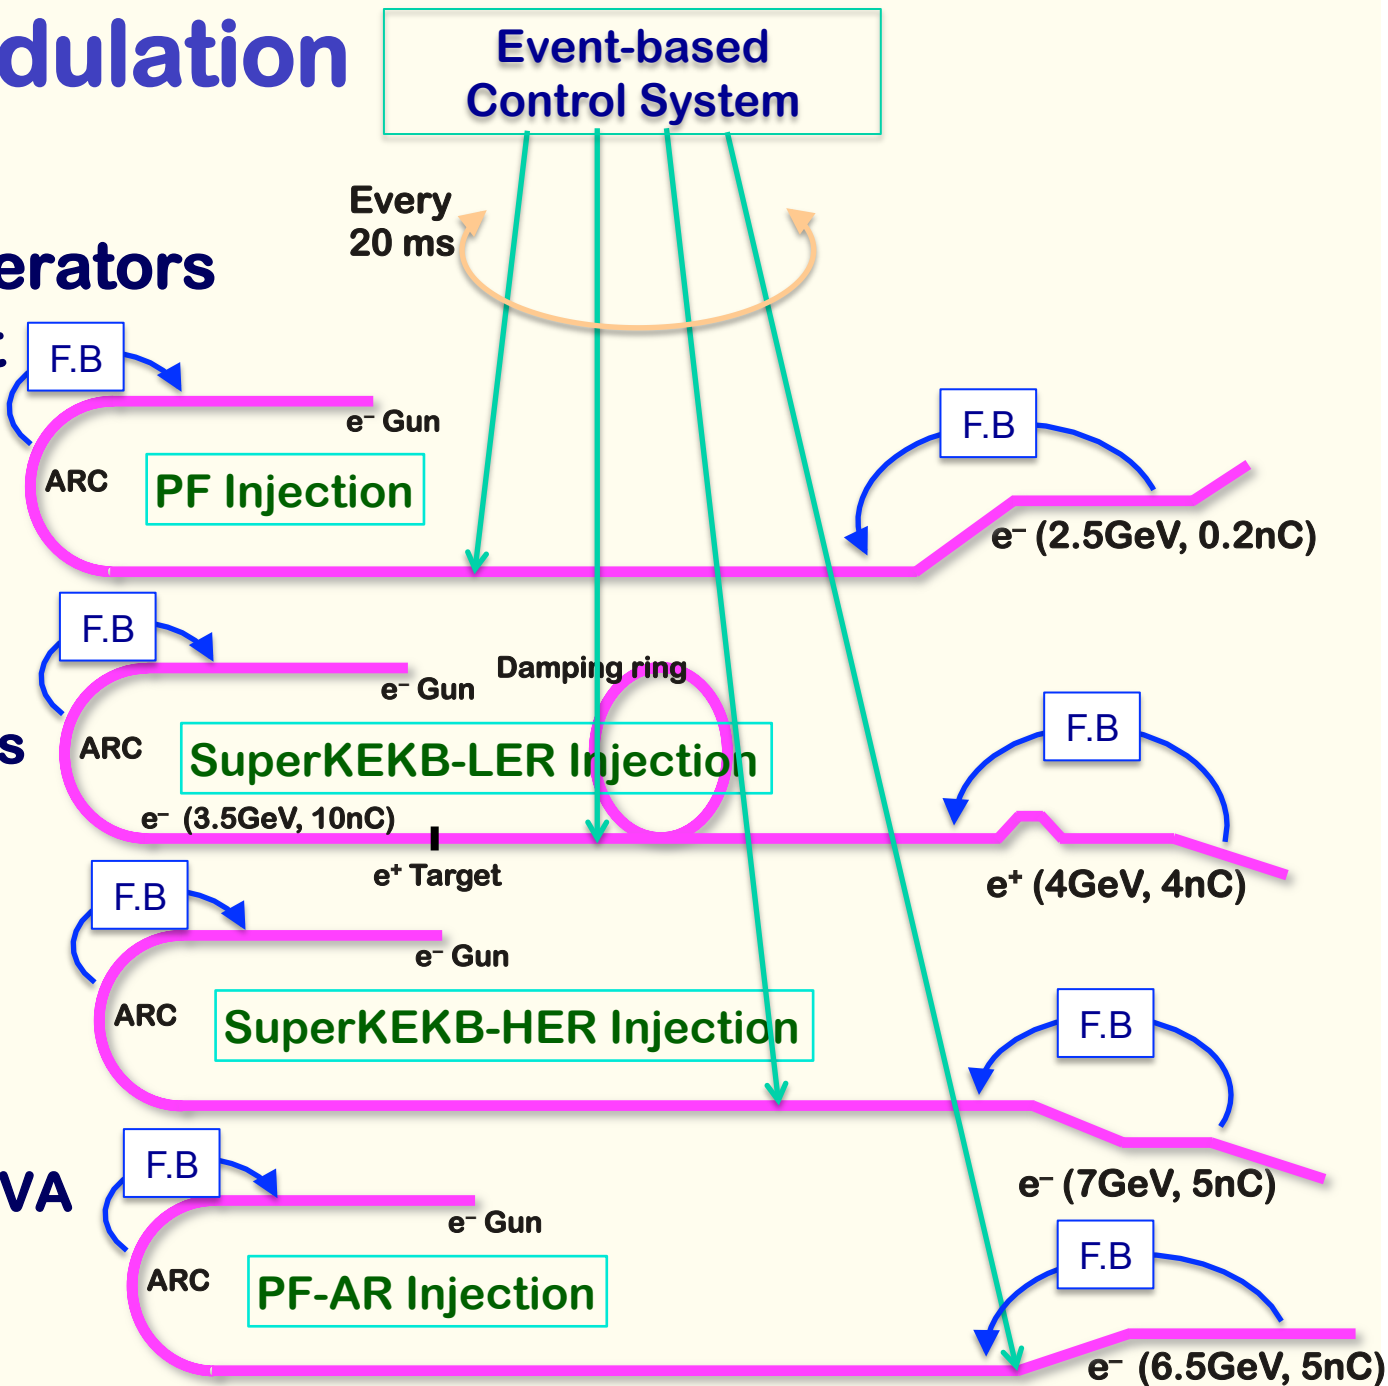 dulation
Event-based
Control System
Every
20 ms
erators
F.B
e– Gun
F.B
ARC
PF Injection
e– (2.5GeV, 0.2nC)
F.B
e– Gun
Damping ring
F.B
s
ARC
SuperKEKB-LER Injection
e– (3.5GeV, 10nC)
e+ Target
e+ (4GeV, 4nC)
F.B
e– Gun
ARC
SuperKEKB-HER Injection
F.B
e– (7GeV, 5nC)
F.B
VA
e– Gun
F.B
ARC
PF-AR Injection
e– (6.5GeV, 5nC)